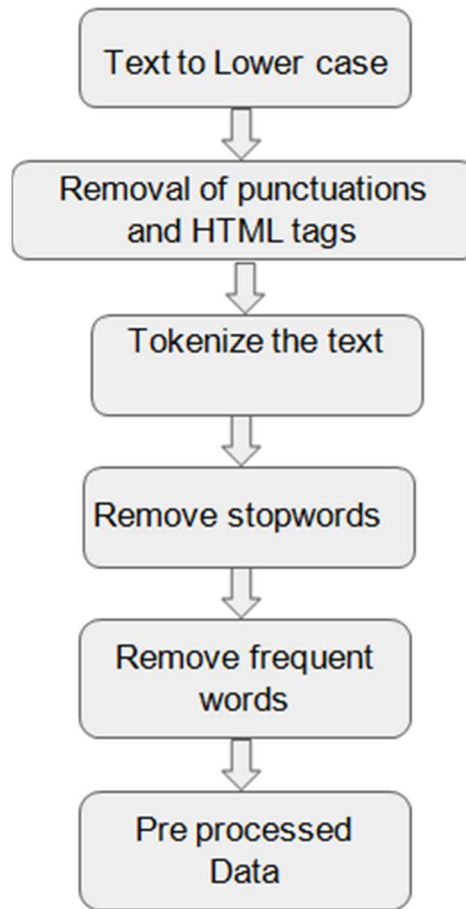 Text to Lower case
Removal of punctuations
and HTML tags
Tokenize the text
Remove stopwords
Remove frequent
words
Pre processed
Data